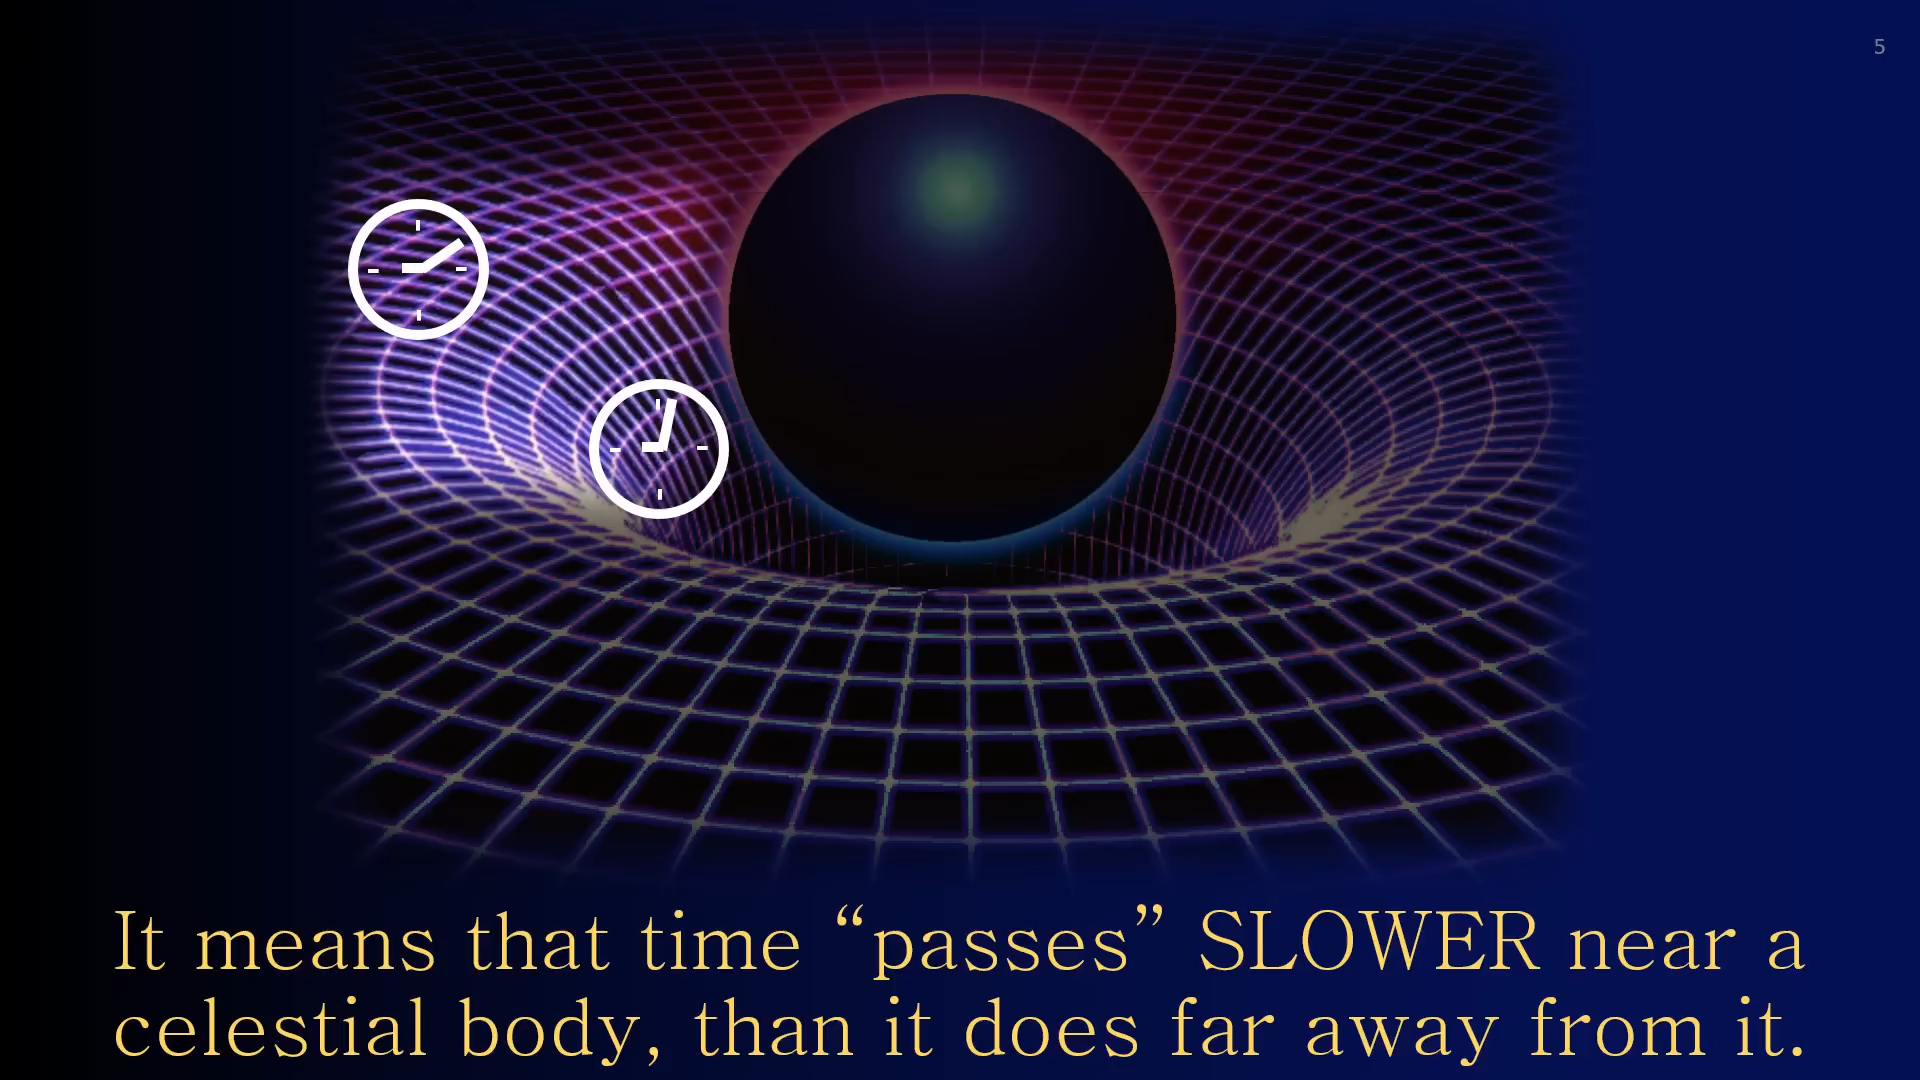 5
It means that time “passes” SLOWER near a
celestial body, than it does far away from it.